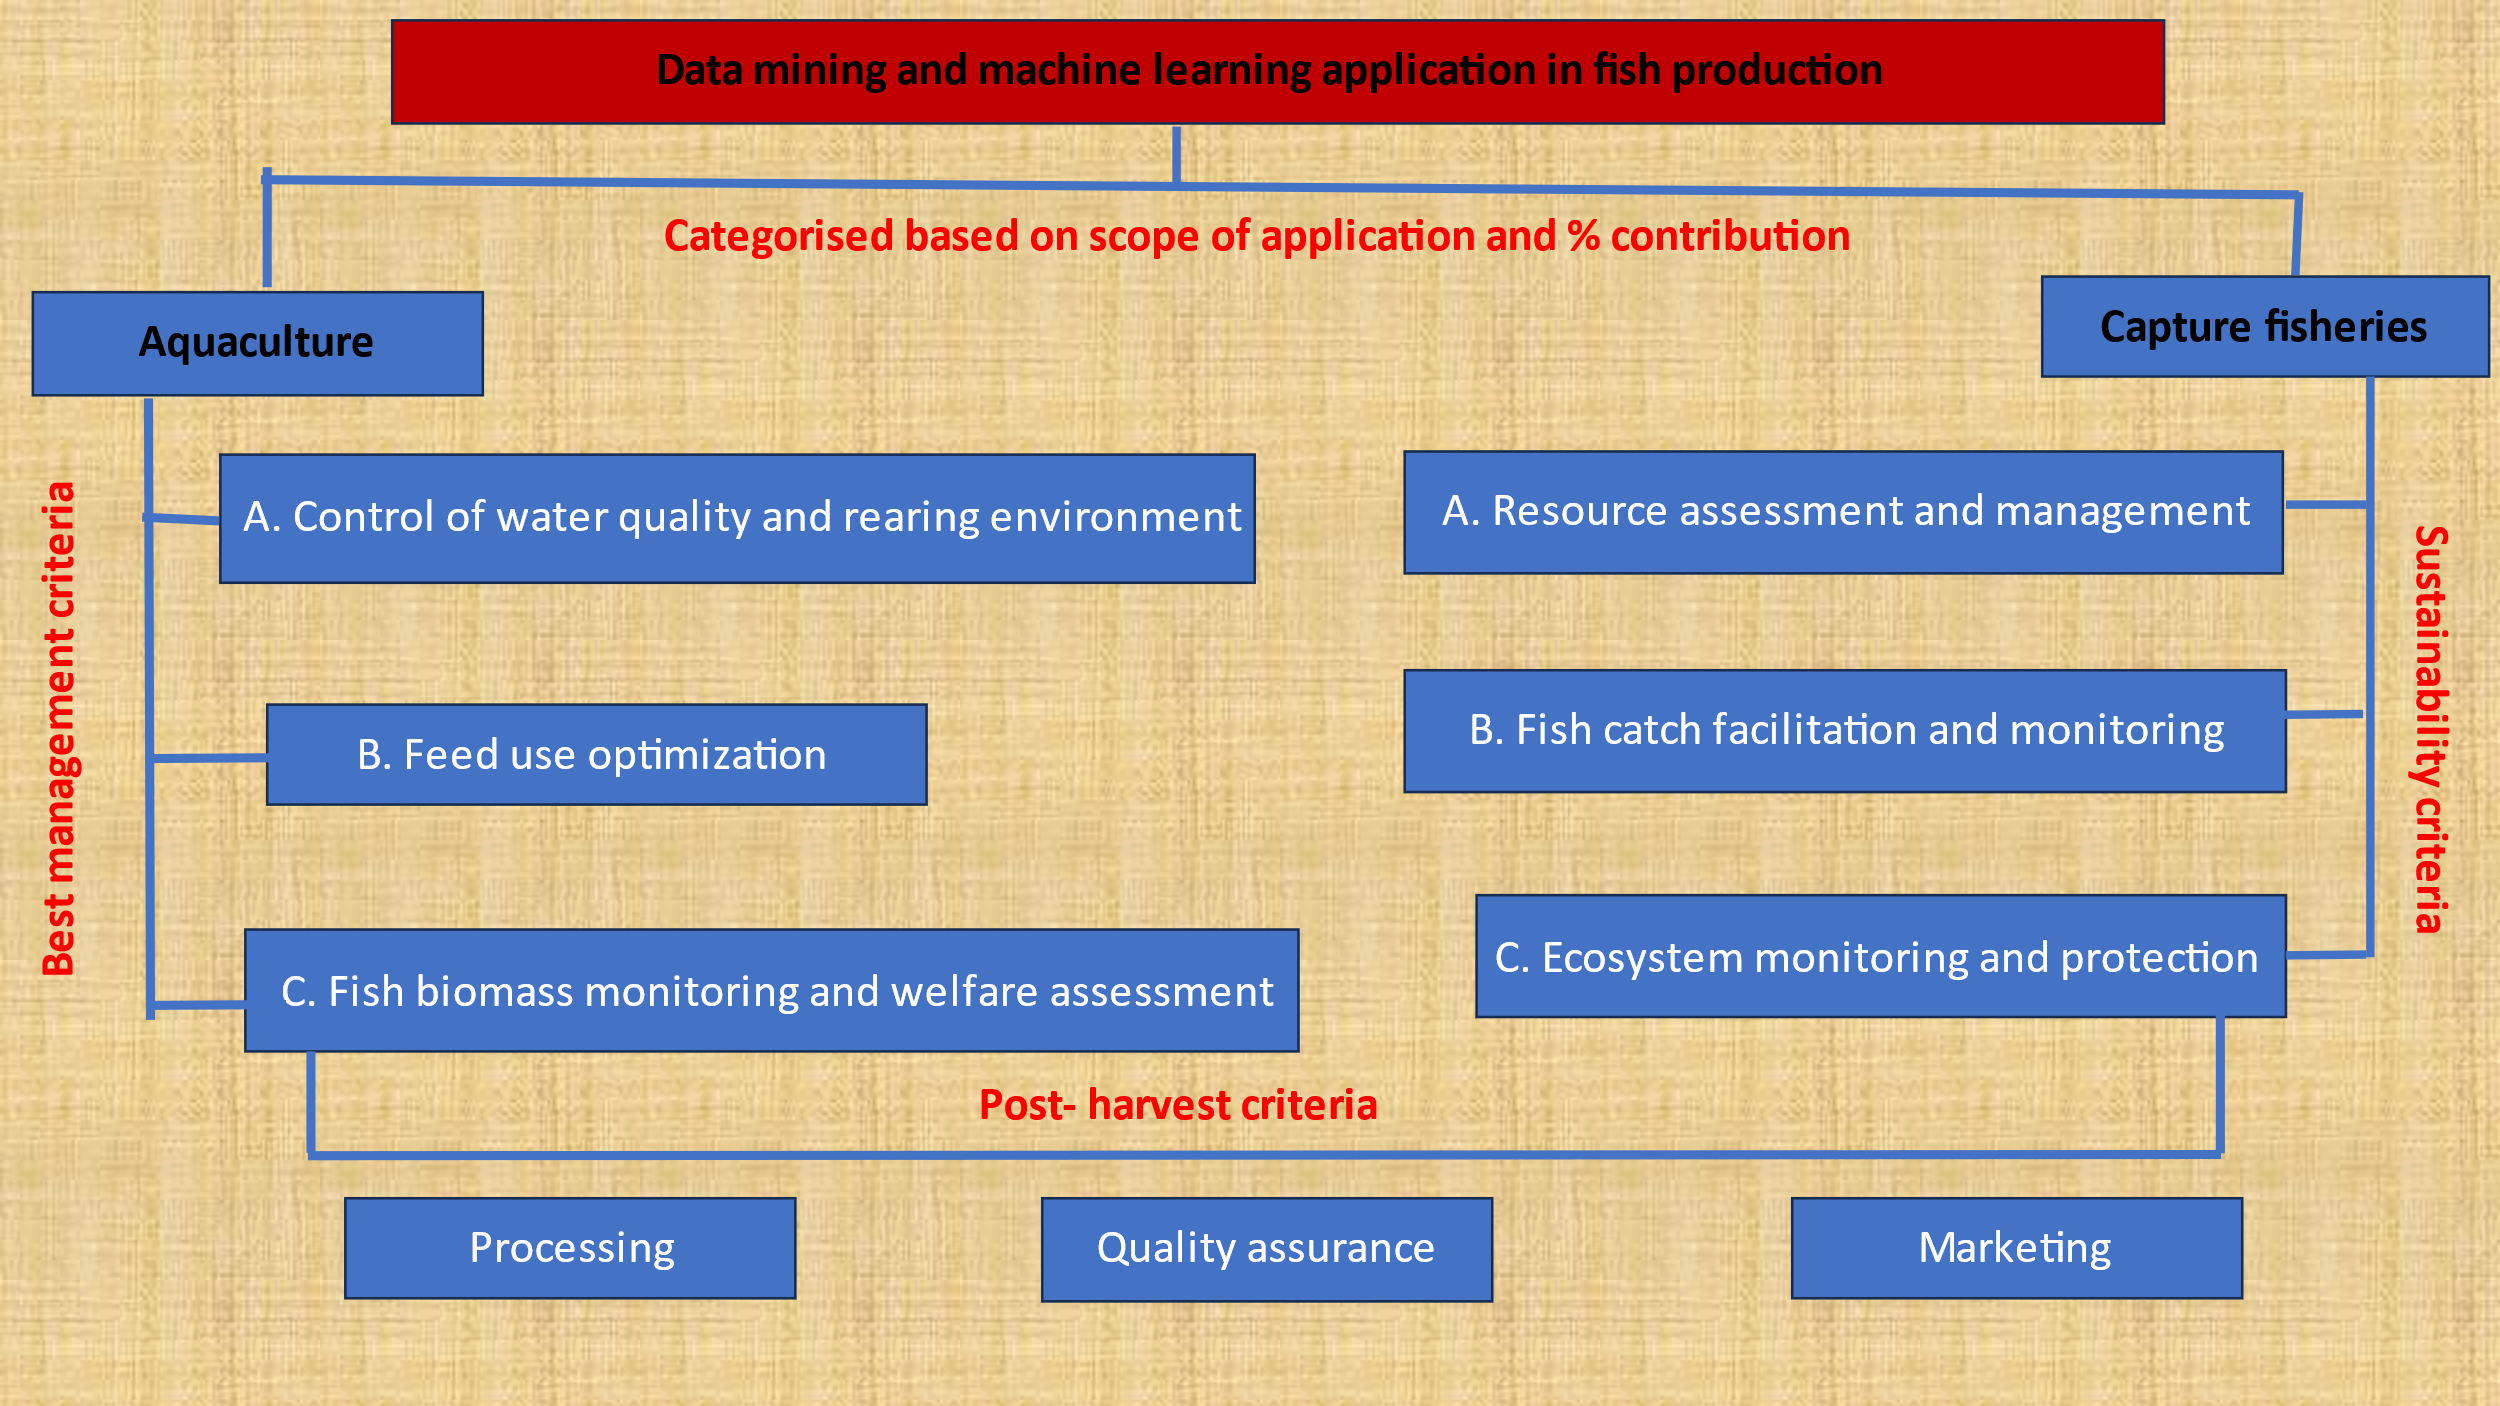 Data mining and machine learning application in fish production
Categorised based on scope of application and % contribution
Aquaculture
Capture fisheries
Best management criteria
A. Control of water quality and rearing environment
B. Feed use optimization
C. Fish biomass monitoring and welfare assessment
A. Resource assessment and management
B. Fish catch facilitation and monitoring
C. Ecosystem monitoring and protection
Sustainability criteria
Post- harvest criteria
Processing
Quality assurance
Marketing